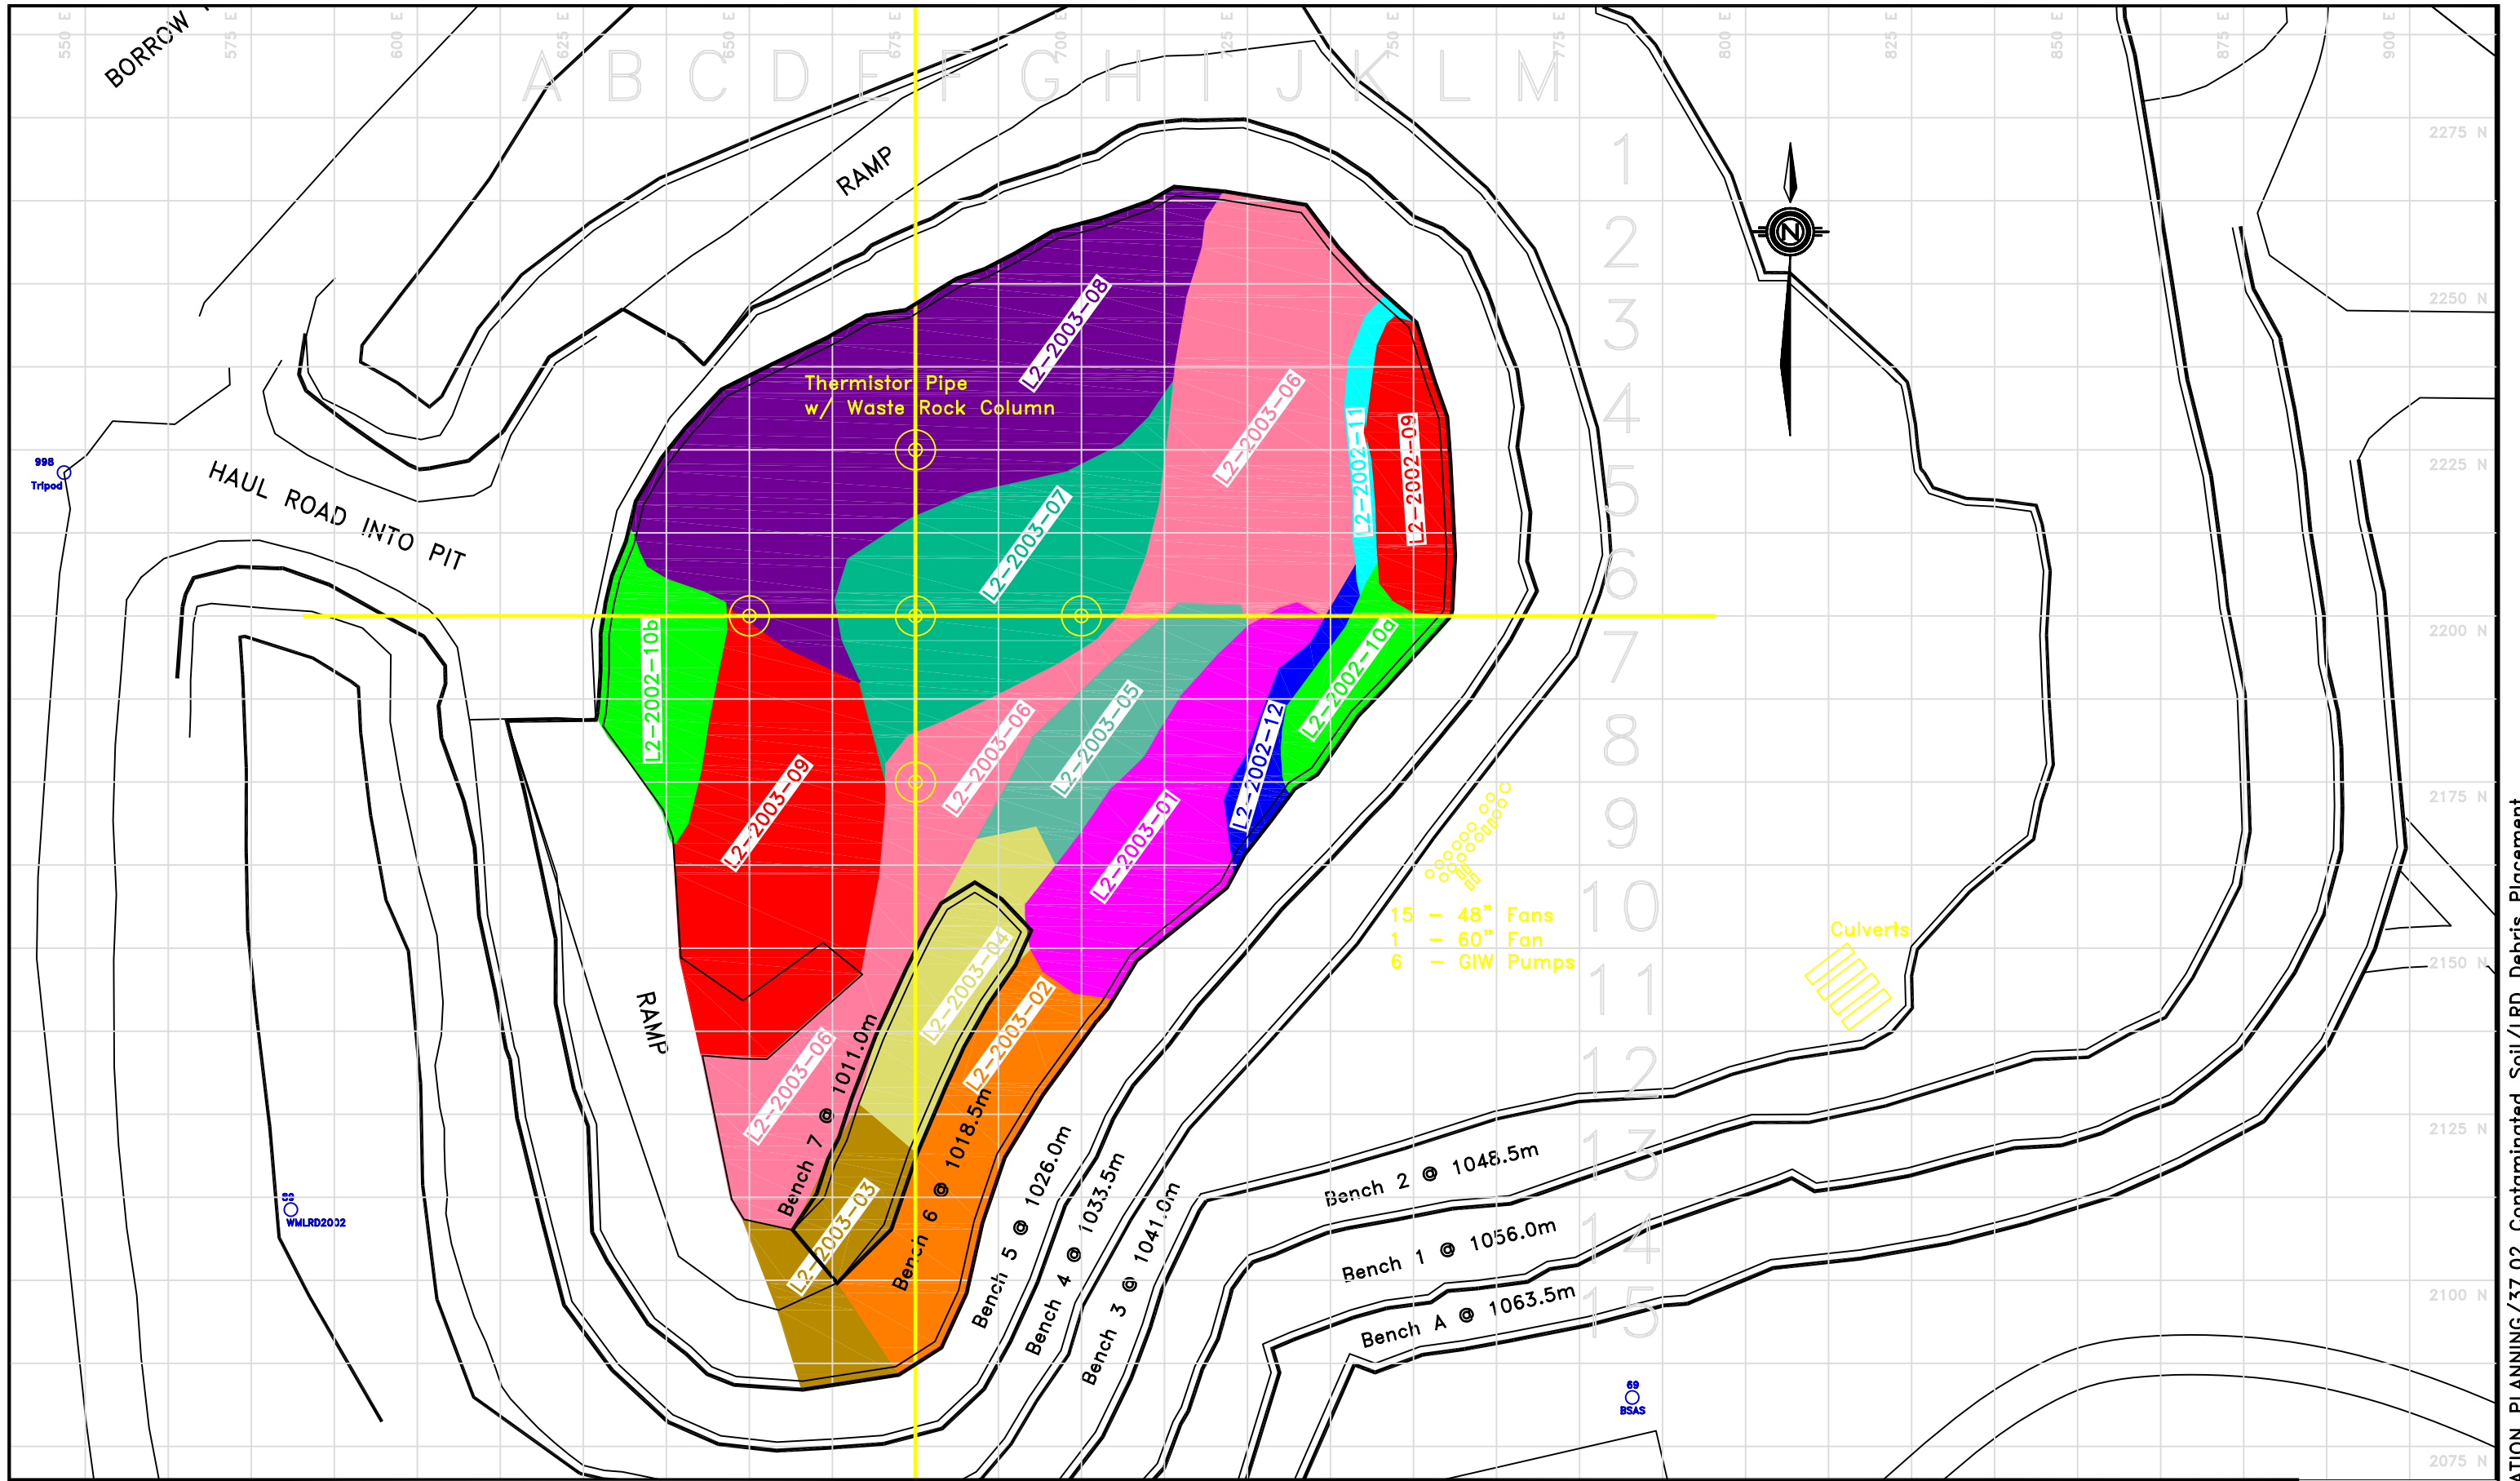 550 E
575 E
600 E
625 E
650 E
675 E
700 E
725 E
750 E
775 E
800 E
825 E
850 E
875 E
900 E
BORROW
A B C D E F G H I J K L M
RAMP
1
2
3
4
5
6
7
8
9
10
11
12
13
14
15
N
2275 N
2250 N
2225 N
2200 N
2175 N
2150 N
2125 N
2100 N
2075 N
L2-2003-08
Thermistor Pipe
w/ Waste Rock Column
L2-2003-06
L2-2002-11
L2-2002-09
998
Tripod
HAUL ROAD INTO PIT
L2-2003-07
L2-2002-10b
L2-2002-10a
L2-2003-06
L2-2003-05
L2-2002-12
L2-2003-09
L2-2003-01
15 - 48" Fans
1 - 60" Fan
6 - GIW Pumps
Culverts
L2-2003-04
L2-2003-02
RAMP
L2-2003-06
L2-2003-03
Bench 7 @ 1011.0m
Bench 6 @ 1018.5m
Bench 5 @ 1026.0m
Bench 4 @ 1033.5m
Bench 3 @ 1041.0m
Bench 2 @ 1048.5m
Bench 1 @ 1056.0m
Bench A @ 1063.5m
WMLRD2002
69
BSAS
PLANNING/37.02 Contaminated Soil/LRD Debris Placement